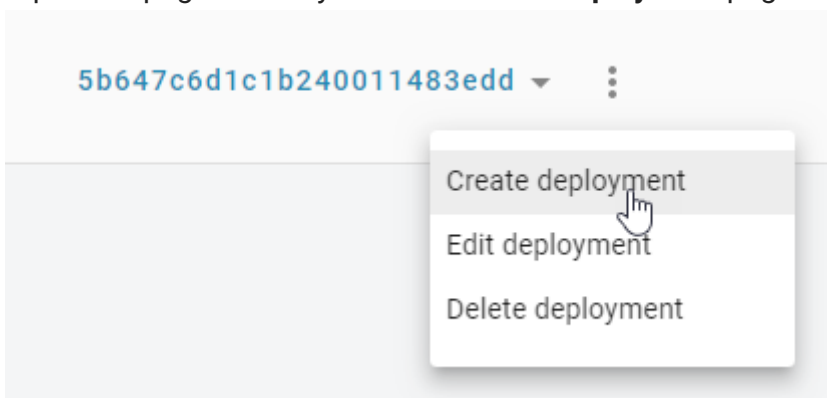 5b647c6d1c1b240011483edd
Create deployment
Edit deployment
Delete deployment